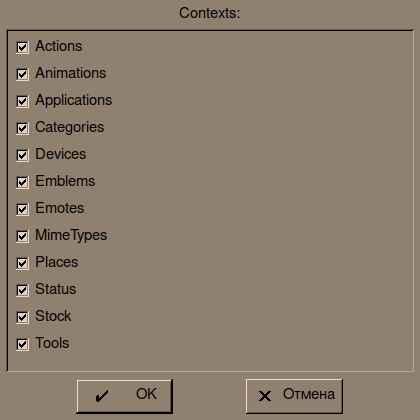 Contexts:
Actions
Animations
Applications
Categories
Devices
Emblems
Emotes
MimeTypes
Places
Status
Stock
Tools
OK
Отмена